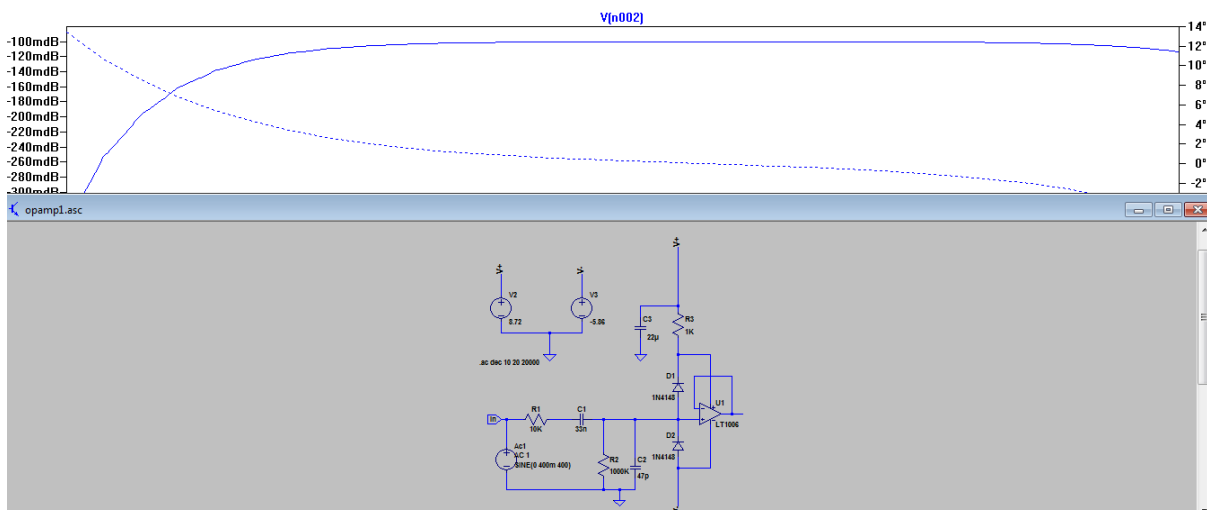 V(n002)
-100mdB
-120mdB
-140mdB
-160mdB
-180mdB
-200mdB
-220mdB
-240mdB
-260mdB
-280mdB
-300mdB
14°
12°
10°
8°
6°
4°
2°
0°
-2°
opamp1.asc
V+
V-
V+
V2
8.72
V3
-5.86
C3
22µ
R3
1K
.ac dec 10 20 20000
D1
1N4148
U1
LT1006
in
R1
10K
C1
33n
Ac1
AC 1
SINE(0 400m 400)
R2
1000K
C2
47p
D2
1N4148